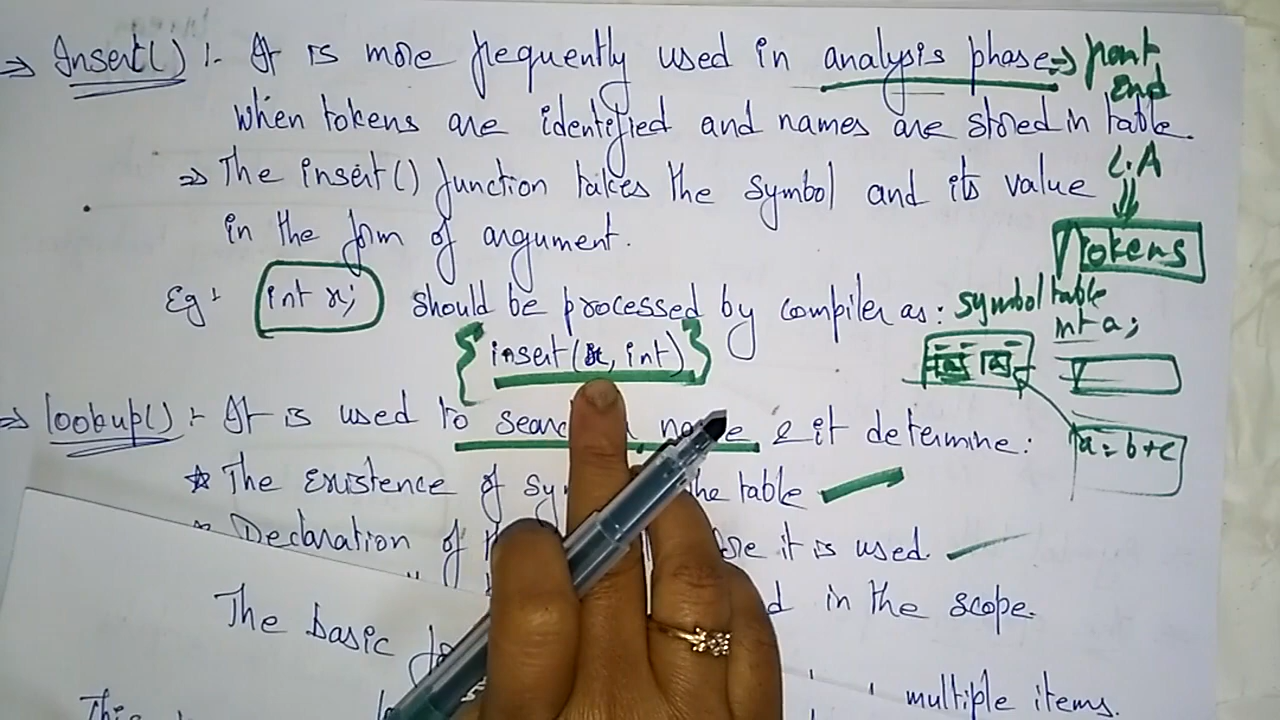 ⇒ Insert() :- It is more frequently used in analysis phase ⇒ front End
when tokens are identified and names are stored in table.
⇒ The insert() function takes the symbol and its value
in the form of argument.
L.A
tokens
Eg: int x; should be processed by compiler as:
symbol table
int a;
insert(x, int)
a = b + c
⇒ lookup() :- It is used to search name & it determine:
* The Existence of the table
* Declaration of it is used.
in the scope.
The basic
multiple items.